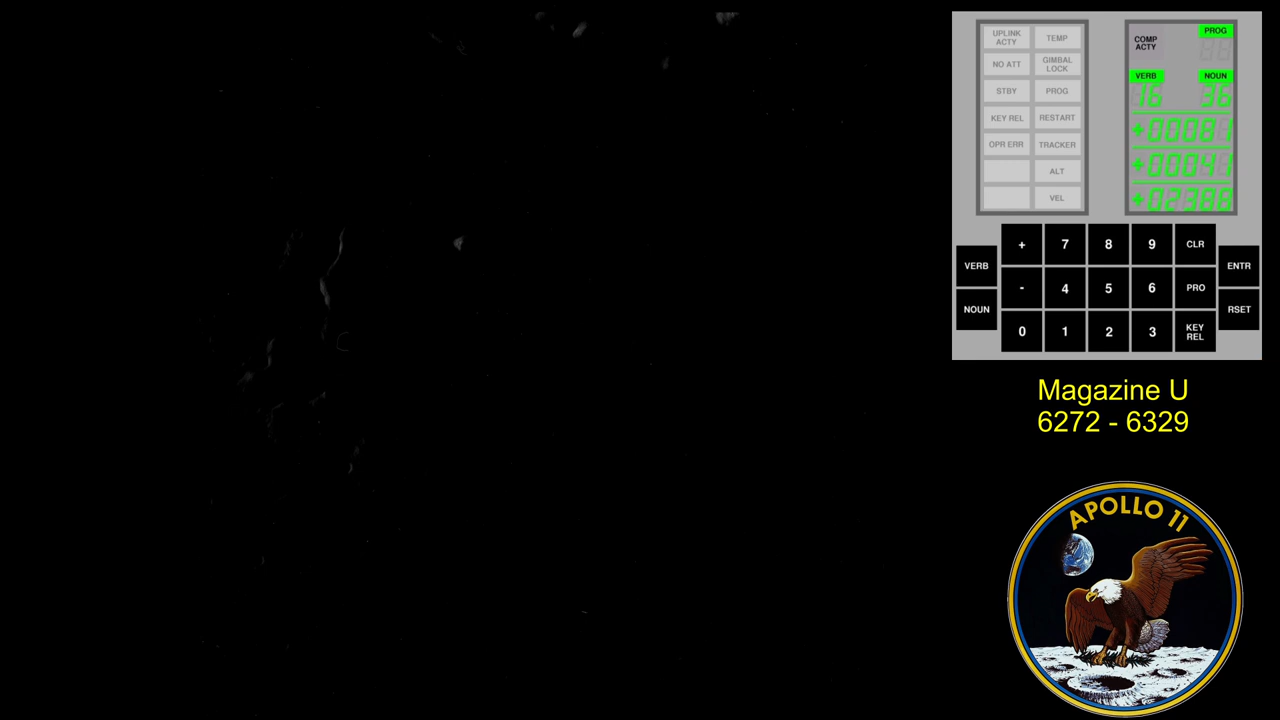 UPLINK ACTY
TEMP
NO ATT
GIMBAL LOCK
STBY
PROG
KEY REL
RESTART
OPR ERR
TRACKER
ALT
VEL
COMP ACTY
PROG
VERB
NOUN
16
36
+00081
+00041
+02388
VERB
NOUN
+
7
8
9
CLR
-
4
5
6
PRO
0
1
2
3
KEY REL
ENTR
RSET
Magazine U
6272 - 6329
APOLLO 11